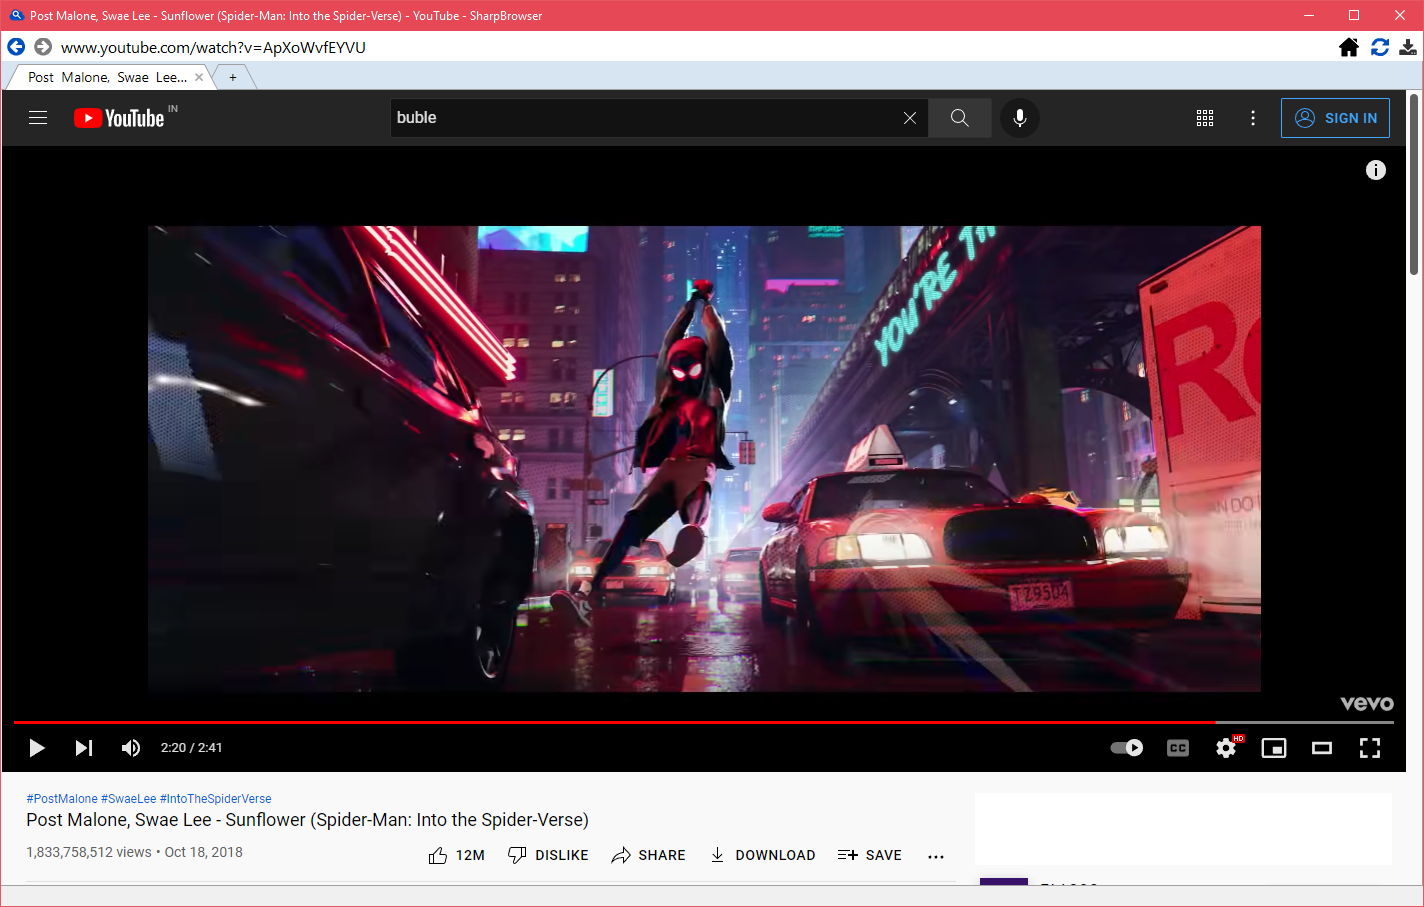 Post Malone, Swae Lee - Sunflower (Spider-Man: Into the Spider-Verse) - YouTube - SharpBrowser
www.youtube.com/watch?v=ApXoWvfEYVU
Post Malone, Swae Lee... +
YouTube IN
buble
SIGN IN
YOU'RE
TZ9504
vevo
2:20 / 2:41
CC
HD
#PostMalone #SwaeLee #IntoTheSpiderVerse
Post Malone, Swae Lee - Sunflower (Spider-Man: Into the Spider-Verse)
1,833,758,512 views • Oct 18, 2018
12M DISLIKE SHARE DOWNLOAD SAVE ...